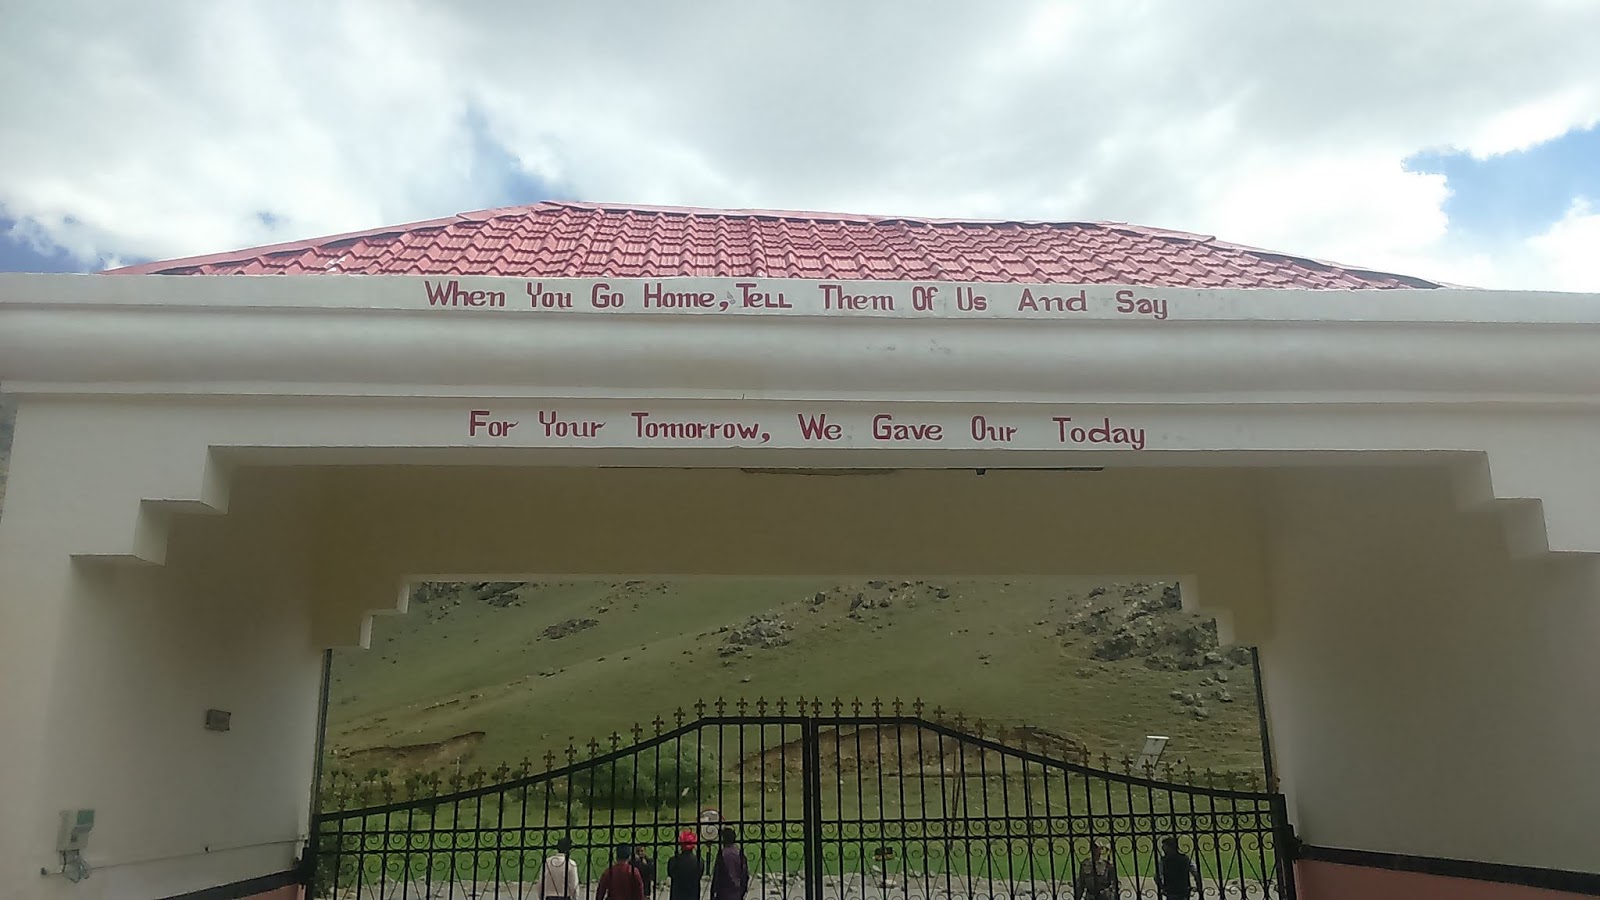 When You Go Home, Tell Them Of Us And Say
For Your Tomorrow, We Gave Our Today